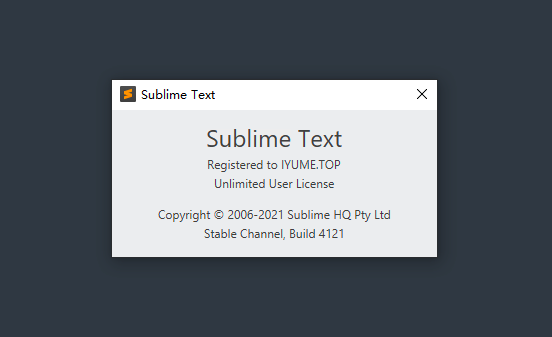 Sublime Text
Sublime Text
Registered to IYUME.TOP
Unlimited User License
Copyright © 2006-2021 Sublime HQ Pty Ltd
Stable Channel, Build 4121